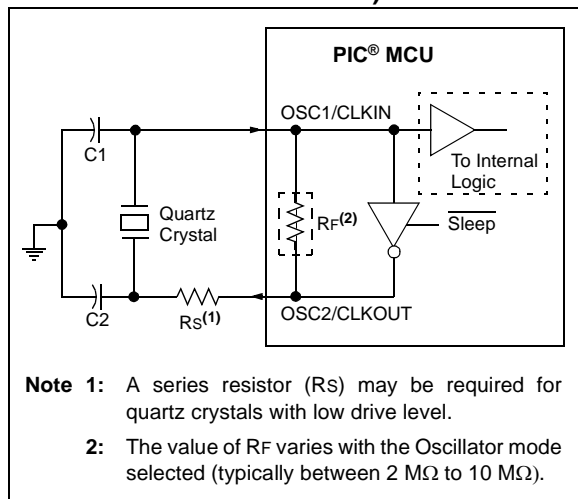 PIC® MCU
OSC1/CLKIN
C1
To Internal
Logic
Quartz
Crystal
RF(2)
Sleep
C2
RS(1)
OSC2/CLKOUT
Note 1: A series resistor (RS) may be required for
quartz crystals with low drive level.
2: The value of RF varies with the Oscillator mode
selected (typically between 2 MΩ to 10 MΩ).